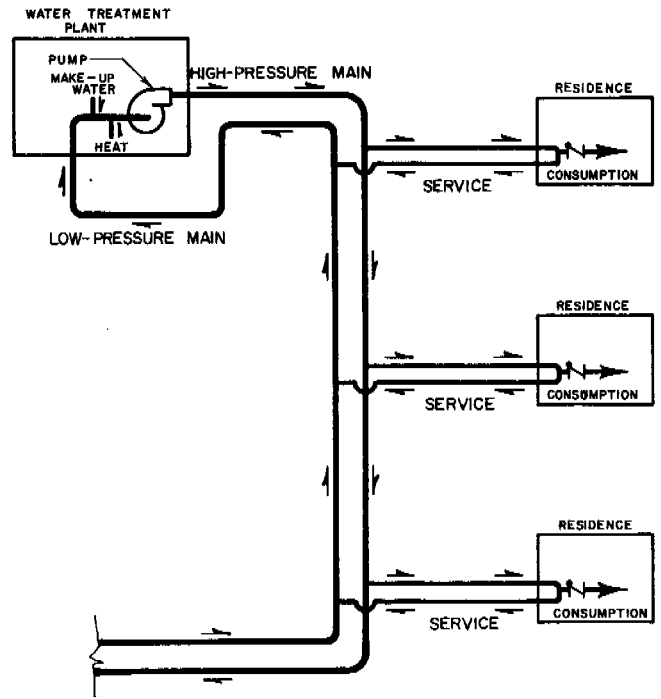 WATER TREATMENT
PLANT
PUMP
MAKE-UP
WATER
HEAT
HIGH-PRESSURE MAIN
LOW-PRESSURE MAIN
RESIDENCE
CONSUMPTION
SERVICE
RESIDENCE
CONSUMPTION
SERVICE
RESIDENCE
CONSUMPTION
SERVICE